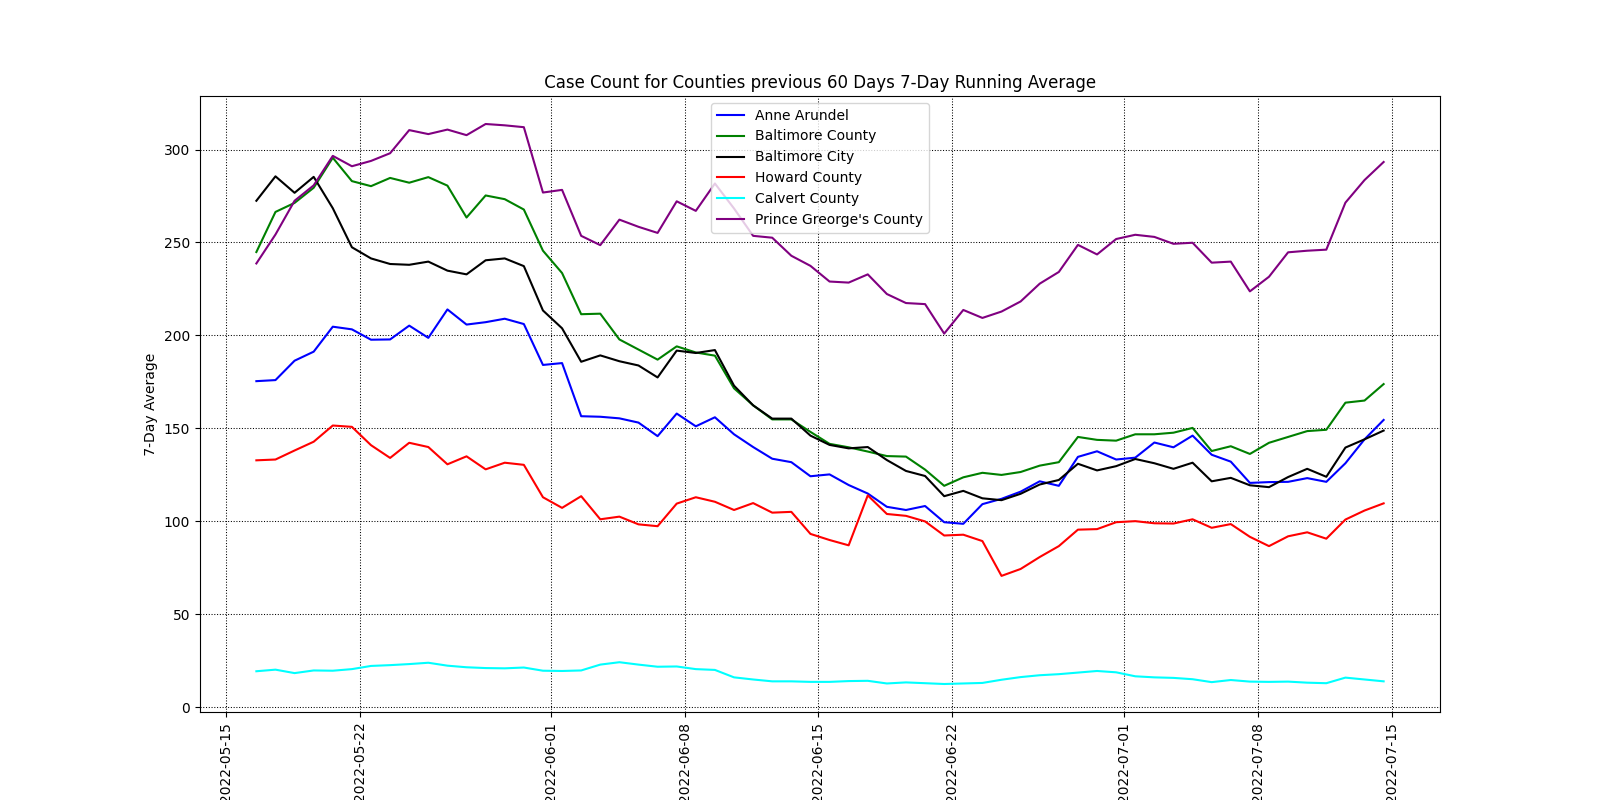 Case Count for Counties previous 60 Days 7-Day Running Average
Anne Arundel
Baltimore County
Baltimore City
Howard County
Calvert County
Prince Greorge's County
7-Day Average
300
250
200
150
100
50
0
2022-05-15
2022-05-22
2022-06-01
2022-06-08
2022-06-15
2022-06-22
2022-07-01
2022-07-08
2022-07-15